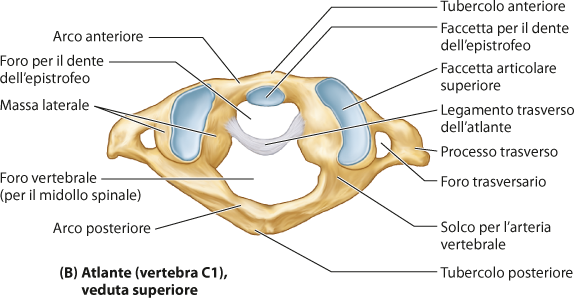 Arco anteriore
Foro per il dente
dell’epistrofeo
Massa laterale
Foro vertebrale
(per il midollo spinale)
Arco posteriore
Tubercolo anteriore
Faccetta per il dente
dell’epistrofeo
Faccetta articolare
superiore
Legamento trasverso
dell’atlante
Processo trasverso
Foro trasversario
Solco per l’arteria
vertebrale
Tubercolo posteriore
(B) Atlante (vertebra C1),
veduta superiore